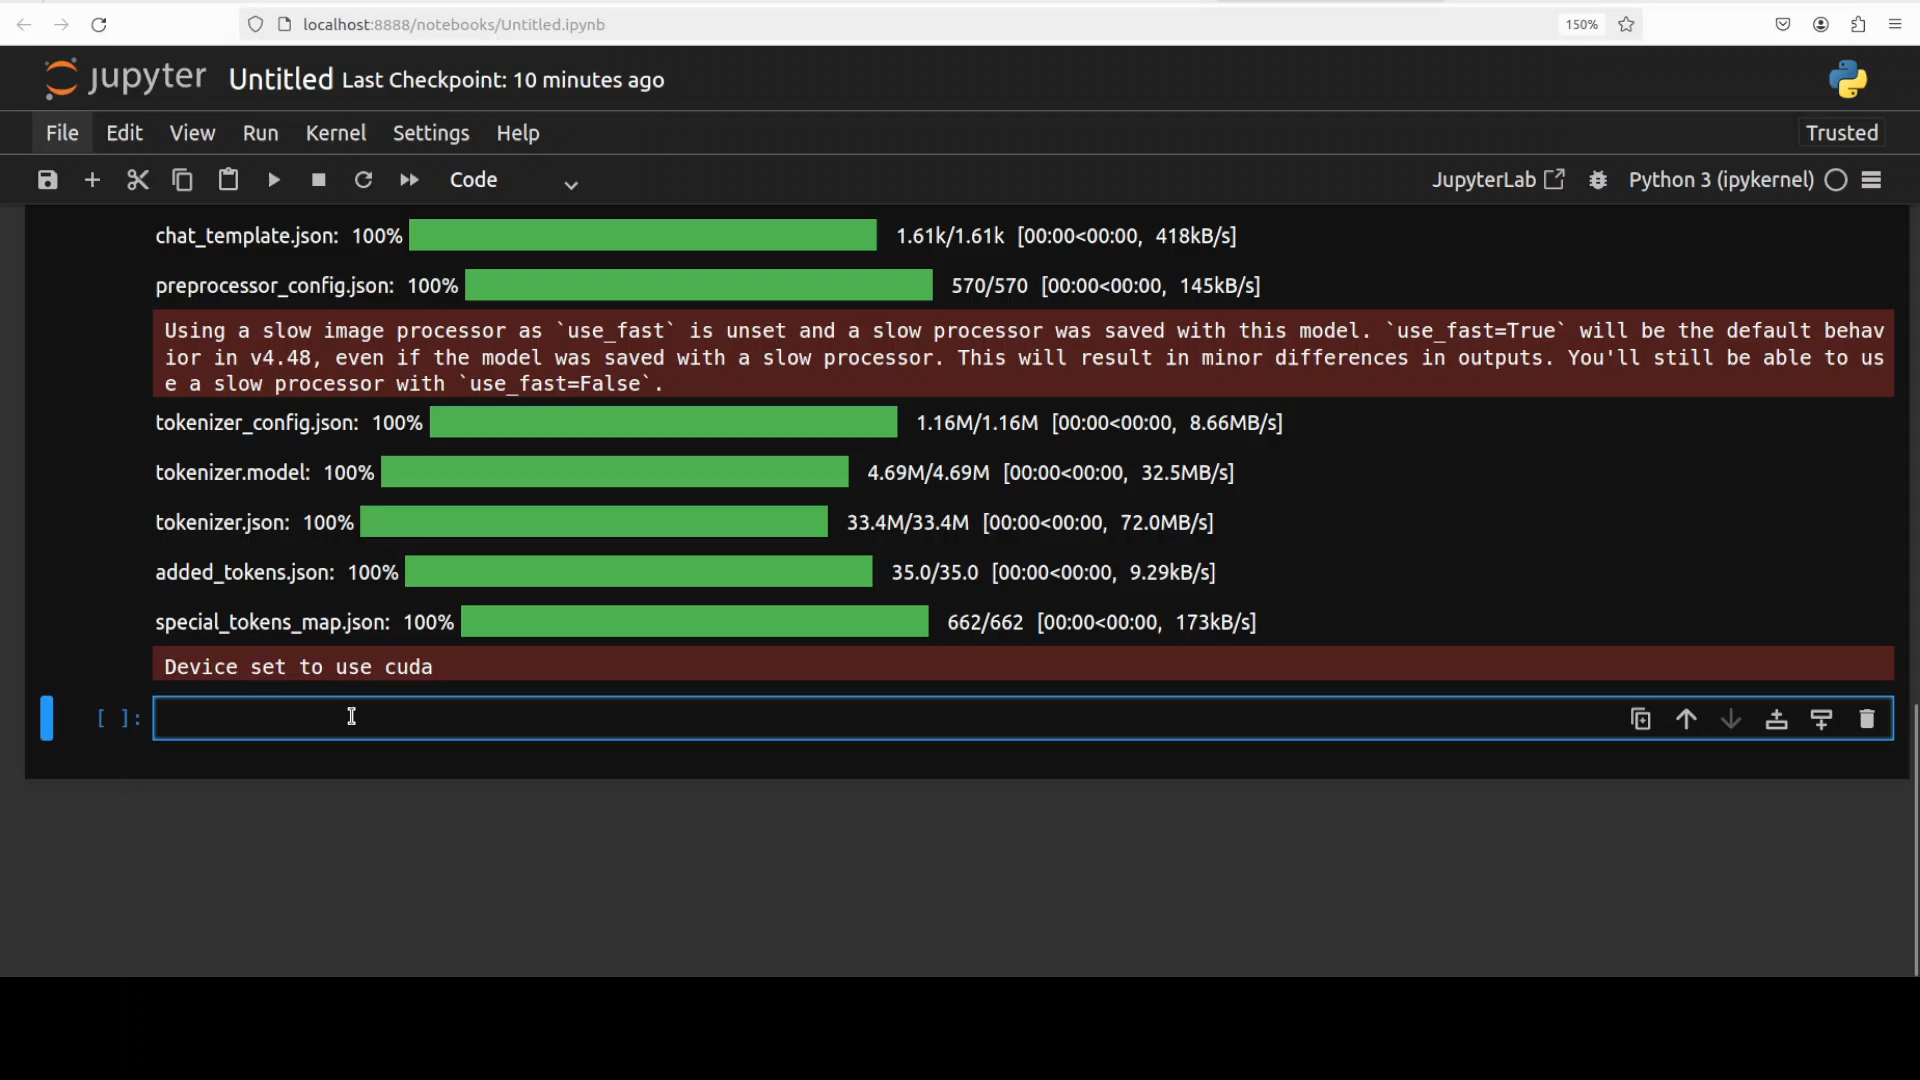 localhost:8888/notebooks/Untitled.ipynb
150%
jupyter Untitled Last Checkpoint: 10 minutes ago
File Edit View Run Kernel Settings Help Trusted
Code JupyterLab Python 3 (ipykernel)
chat_template.json: 100% 1.61k/1.61k [00:00<00:00, 418kB/s]
preprocessor_config.json: 100% 570/570 [00:00<00:00, 145kB/s]
Using a slow image processor as `use_fast` is unset and a slow processor was saved with this model. `use_fast=True` will be the default behav
ior in v4.48, even if the model was saved with a slow processor. This will result in minor differences in outputs. You'll still be able to us
e a slow processor with `use_fast=False`.
tokenizer_config.json: 100% 1.16M/1.16M [00:00<00:00, 8.66MB/s]
tokenizer.model: 100% 4.69M/4.69M [00:00<00:00, 32.5MB/s]
tokenizer.json: 100% 33.4M/33.4M [00:00<00:00, 72.0MB/s]
added_tokens.json: 100% 35.0/35.0 [00:00<00:00, 9.29kB/s]
special_tokens_map.json: 100% 662/662 [00:00<00:00, 173kB/s]
Device set to use cuda
[ ]: